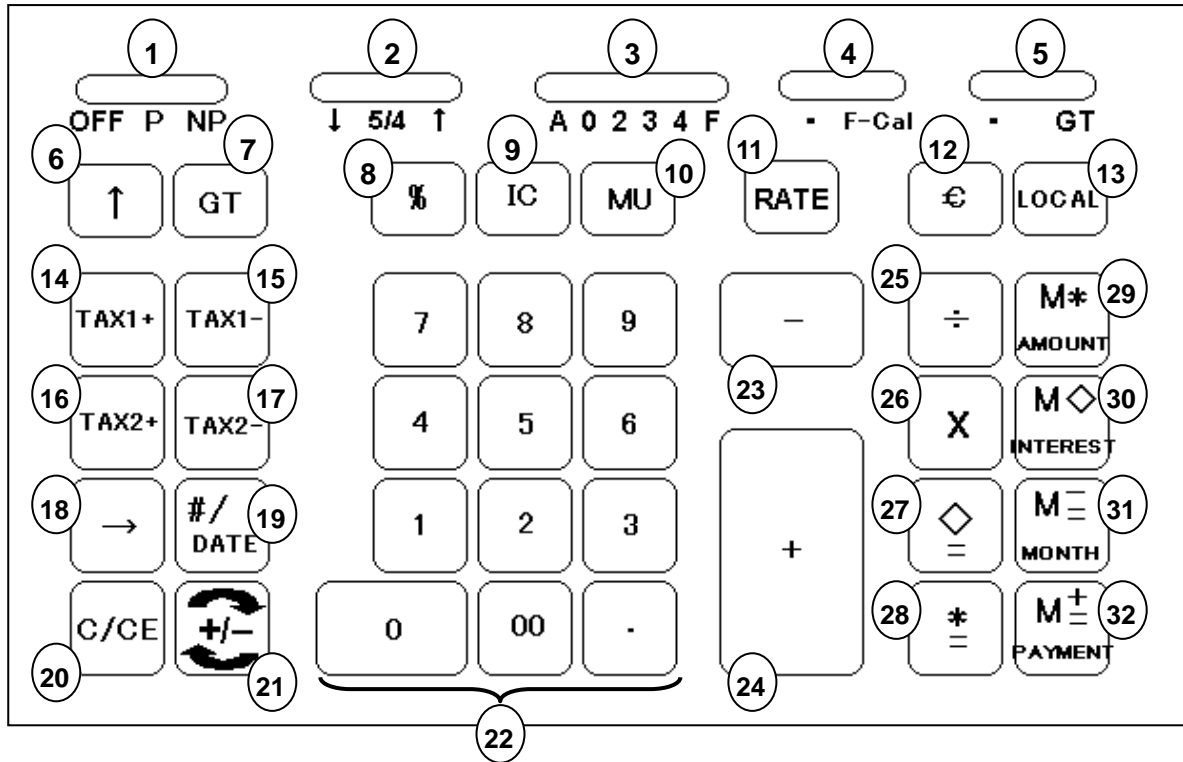 1 2 3 4 5
OFF P NP ↓ 5/4 ↑ A 0 2 3 4 F · F-Cal · GT
6 7 8 9 10 11 12 13
↑ GT % IC MU RATE € LOCAL
14 15 25 29
TAX1+ TAX1- 7 8 9 − ÷ M*
AMOUNT
16 17 23 26 30
TAX2+ TAX2- 4 5 6 X M◇
INTEREST
18 19 27 31
→ #/ 1 2 3 + ◇ M−
DATE = =
MONTH
20 21 24 28 32
C/CE +/− 0 00 . * M+
= =
PAYMENT
22